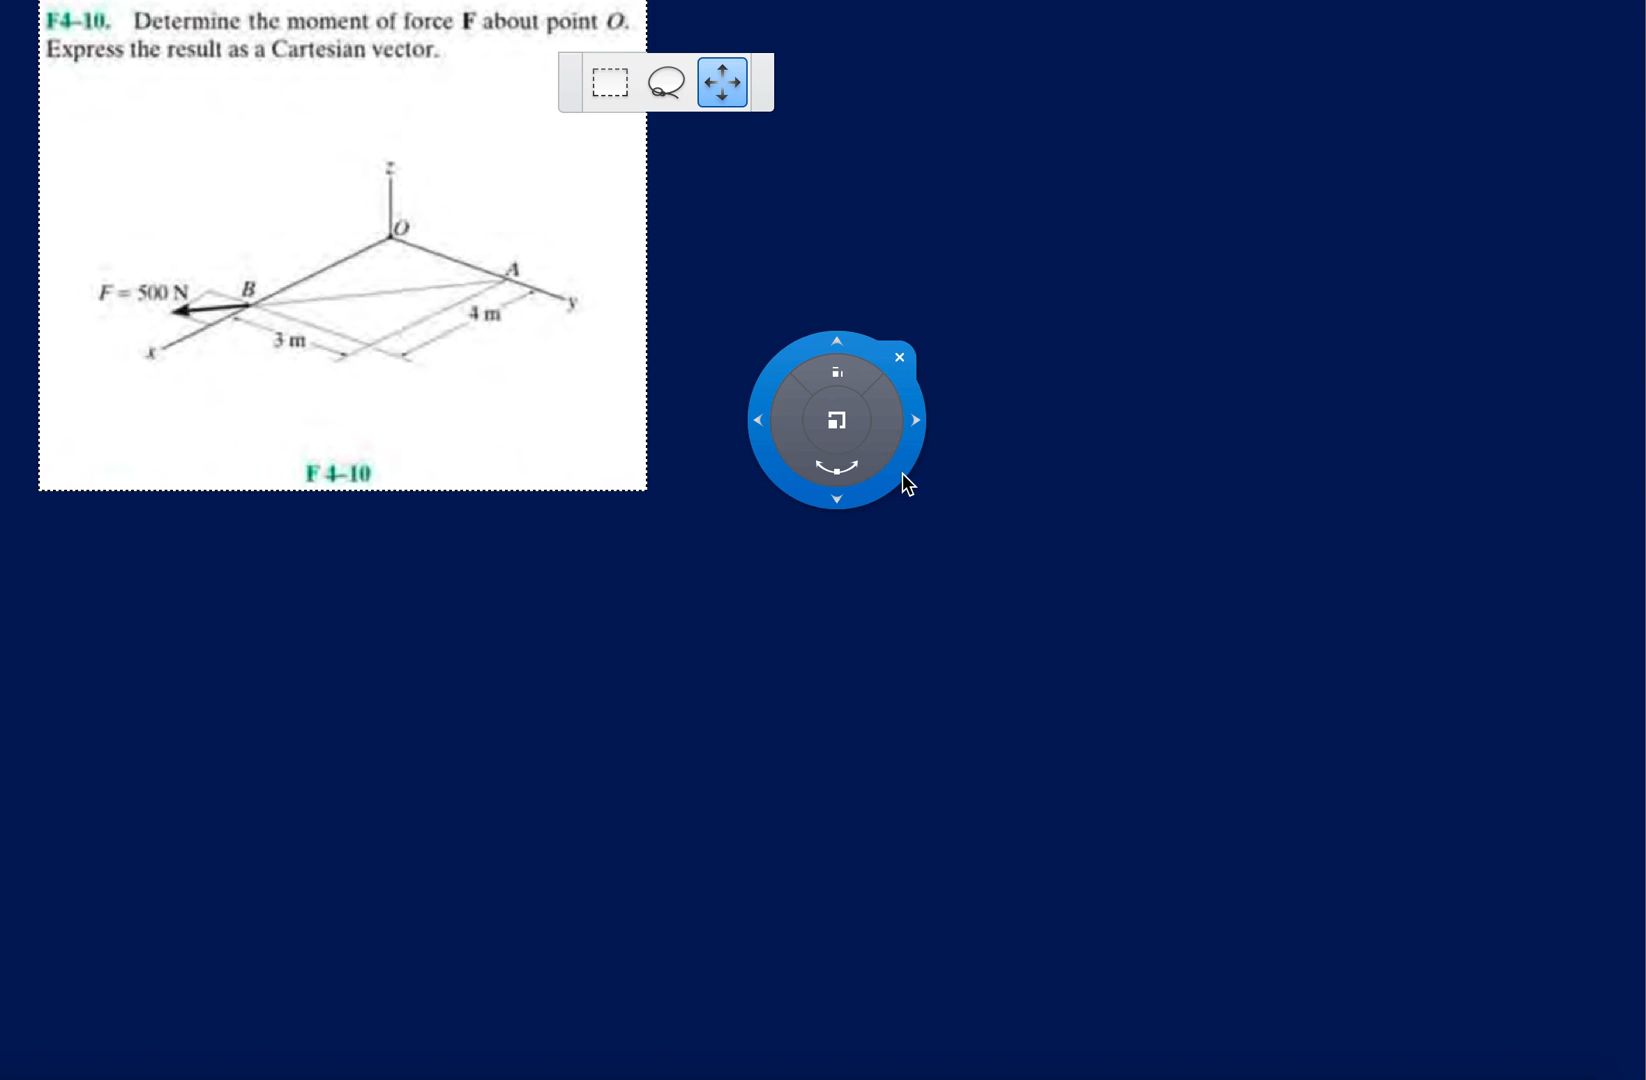 F4–10. Determine the moment of force F about point O.
Express the result as a Cartesian vector.
z
O
A
F = 500 N
B
y
4 m
3 m
x
F 4–10